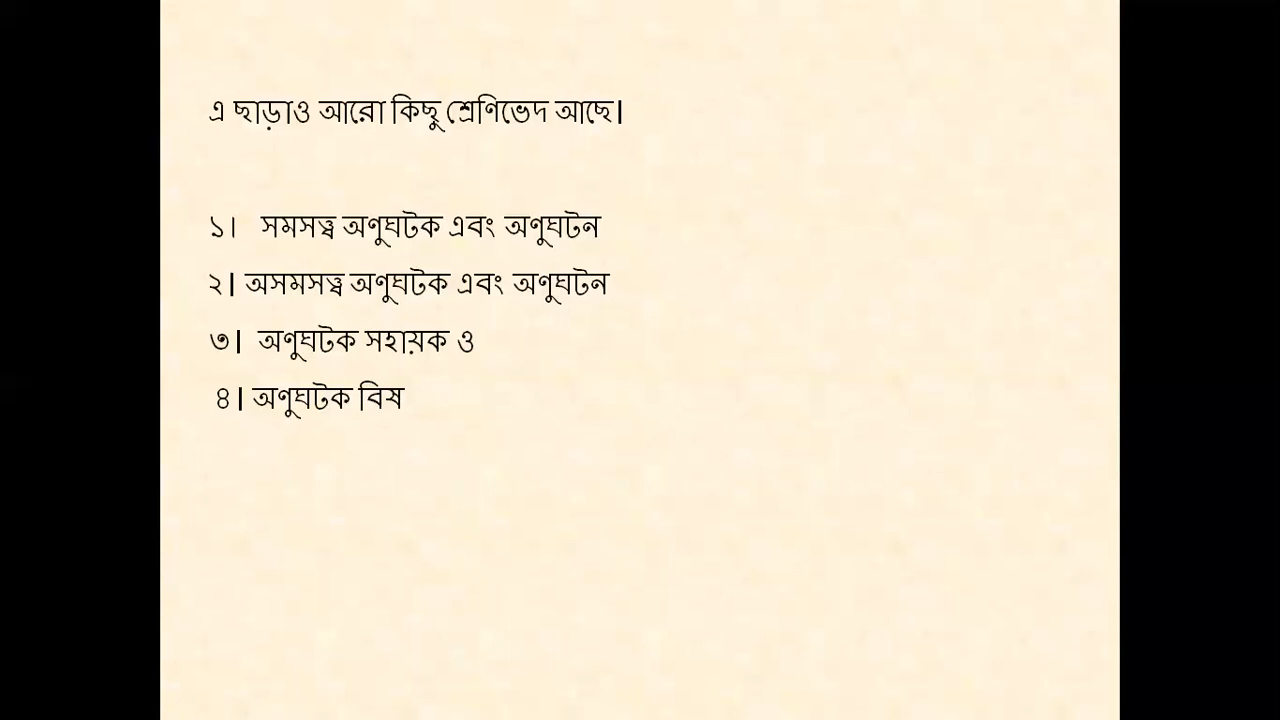 এ ছাড়াও আরো কিছু শ্রেণিভেদ আছে।
১। সমসত্ত্ব অণুঘটক এবং অণুঘটন
২। অসমসত্ত্ব অণুঘটক এবং অণুঘটন
৩। অণুঘটক সহায়ক ও
৪। অণুঘটক বিষ